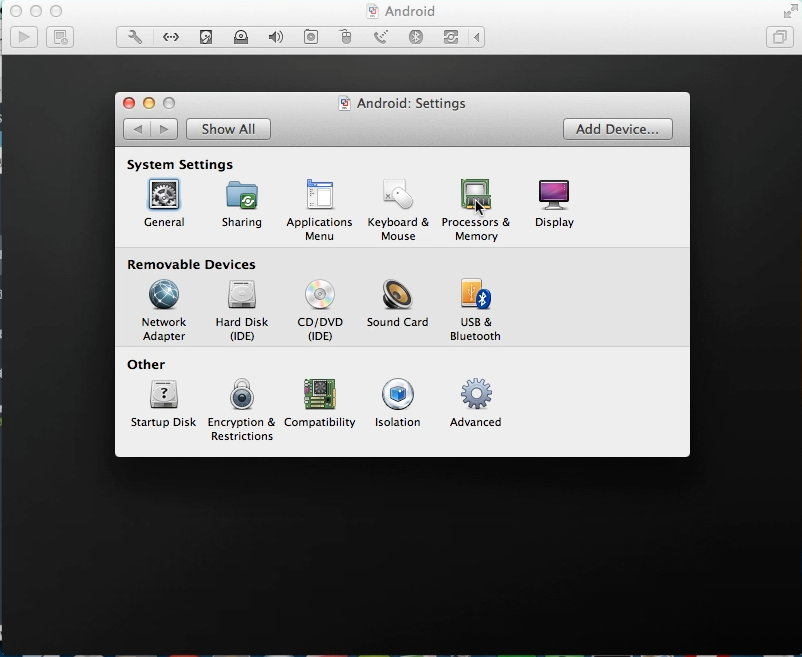 Android
Android: Settings
Show All
Add Device...
System Settings
General
Sharing
Applications
Menu
Keyboard &
Mouse
Processors &
Memory
Display
Removable Devices
Network
Adapter
Hard Disk
(IDE)
CD/DVD
(IDE)
Sound Card
USB &
Bluetooth
Other
Startup Disk
Encryption &
Restrictions
Compatibility
Isolation
Advanced